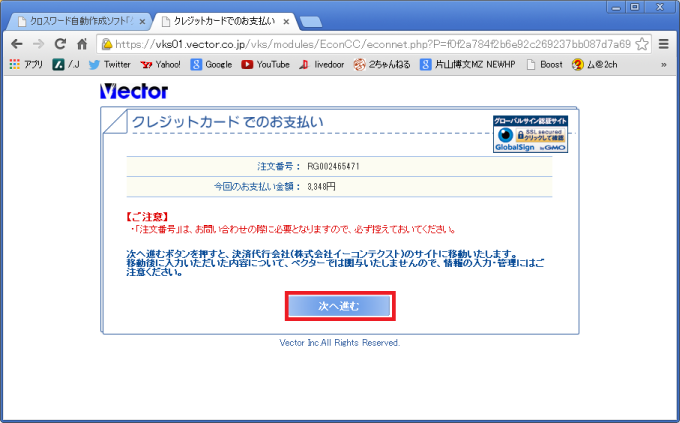 クロスワード自動作成ソフト「
クレジットカードでのお支払い
https://vks01.vector.co.jp/vks/modules/EconCC/econnet.php?P=f0f2a784f2b6e92c269237bb087d7a69
アプリ /.J Twitter Yahoo! Google YouTube livedoor 2ちゃんねる 片山博文MZ NEWHP Boost ム@2ch »
Vector
クレジットカード でのお支払い
グローバルサイン認証サイト
SSL secured
クリックして確認
GlobalSign by GMO
注文番号: RG002465471
今回のお支払い金額: 3,348円
【ご注意】
・「注文番号」は、お問い合わせの際に必要となりますので、必ず控えておいてください。
次へ進むボタンを押すと、決済代行会社(株式会社イーコンテクスト)のサイトに移動いたします。
移動後に入力いただいた内容について、ベクターでは関与いたしませんので、情報の入力・管理にはご
注意ください。
次へ進む
Vector Inc.All Rights Reserved.